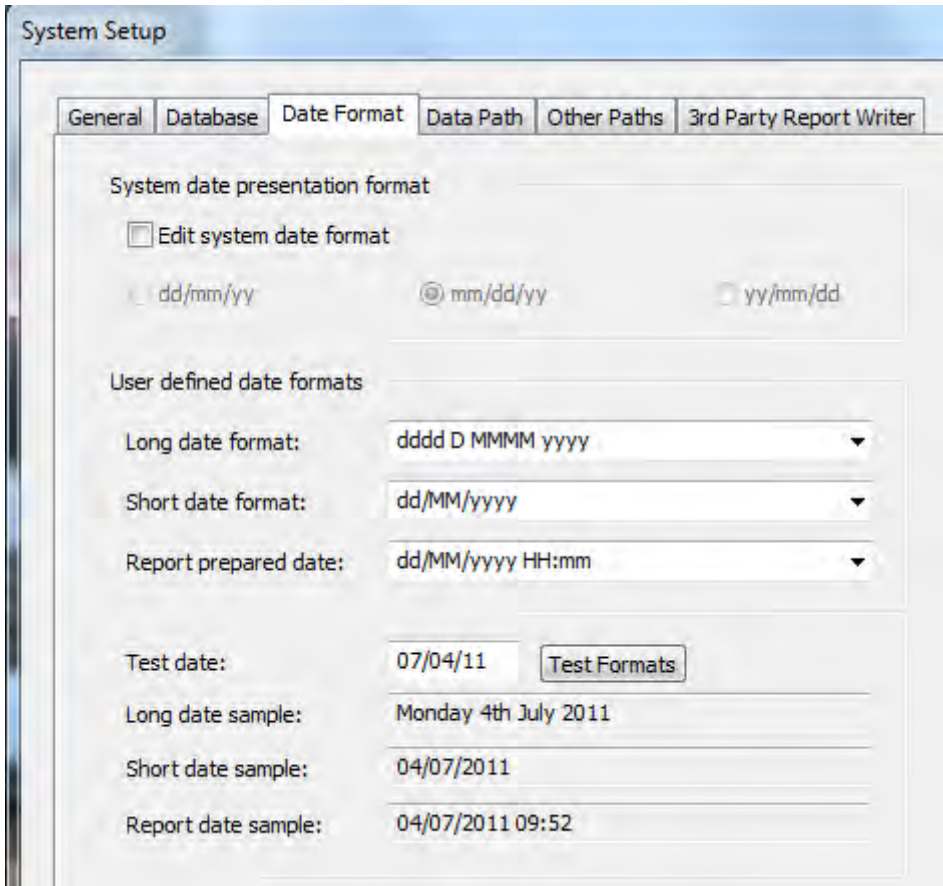 System Setup
General Database Date Format Data Path Other Paths 3rd Party Report Writer
System date presentation format
Edit system date format
dd/mm/yy mm/dd/yy yy/mm/dd
User defined date formats
Long date format: dddd D MMMM yyyy
Short date format: dd/MM/yyyy
Report prepared date: dd/MM/yyyy HH:mm
Test date: 07/04/11 Test Formats
Long date sample: Monday 4th July 2011
Short date sample: 04/07/2011
Report date sample: 04/07/2011 09:52